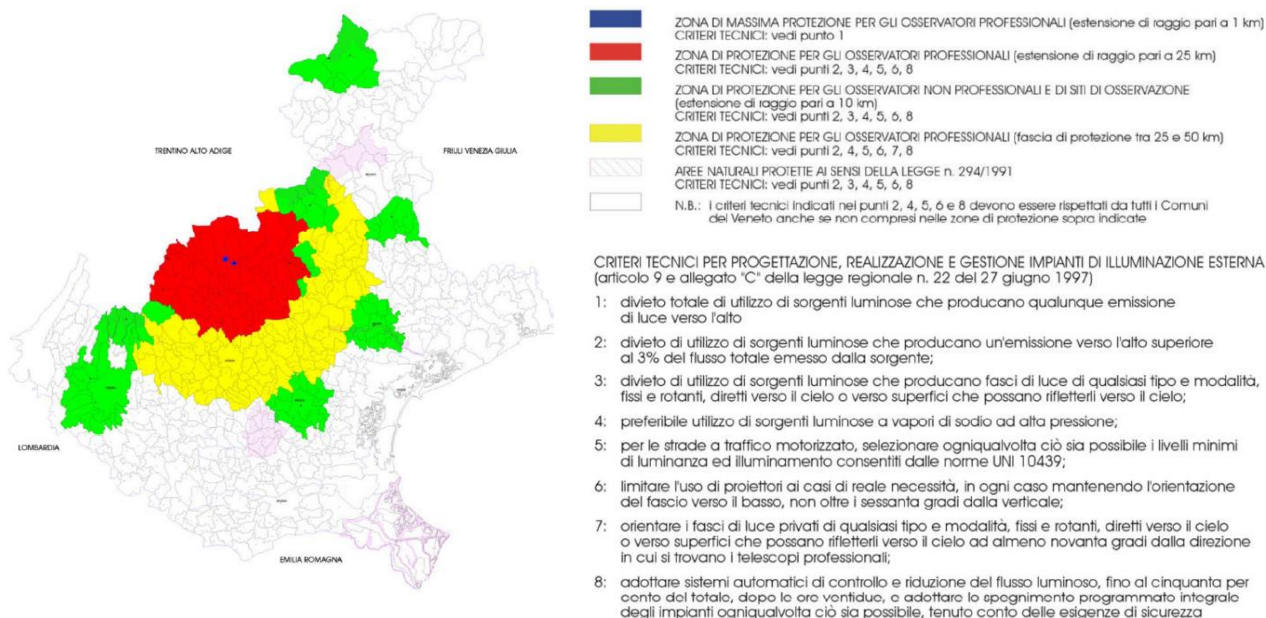 TRENTINO ALTO ADIGE
FRIULI VENEZIA GIULIA
LOMBARDIA
EMILIA ROMAGNA
ZONA DI MASSIMA PROTEZIONE PER GLI OSSERVATORI PROFESSIONALI (estensione di raggio pari a 1 km)
CRITERI TECNICI: vedi punto 1
ZONA DI PROTEZIONE PER GLI OSSERVATORI PROFESSIONALI (estensione di raggio pari a 25 km)
CRITERI TECNICI: vedi punti 2, 3, 4, 5, 6, 8
ZONA DI PROTEZIONE PER GLI OSSERVATORI NON PROFESSIONALI E DI SITI DI OSSERVAZIONE
(estensione di raggio pari a 10 km)
CRITERI TECNICI: vedi punti 2, 3, 4, 5, 6, 8
ZONA DI PROTEZIONE PER GLI OSSERVATORI PROFESSIONALI (fascia di protezione tra 25 e 50 km)
CRITERI TECNICI: vedi punti 2, 4, 5, 6, 7, 8
AREE NATURALI PROTETTE AI SENSI DELLA LEGGE n. 294/1991
CRITERI TECNICI: vedi punti 2, 3, 4, 5, 6, 8
N.B.: i criteri tecnici indicati nei punti 2, 4, 5, 6 e 8 devono essere rispettati da tutti i Comuni
del Veneto anche se non compresi nelle zone di protezione sopra indicate
CRITERI TECNICI PER PROGETTAZIONE, REALIZZAZIONE E GESTIONE IMPIANTI DI ILLUMINAZIONE ESTERNA
(articolo 9 e allegato "C" della legge regionale n. 22 del 27 giugno 1997)
1: divieto totale di utilizzo di sorgenti luminose che producano qualunque emissione
di luce verso l'alto
2: divieto di utilizzo di sorgenti luminose che producano un'emissione verso l'alto superiore
al 3% del flusso totale emesso dalla sorgente;
3: divieto di utilizzo di sorgenti luminose che producano fasci di luce di qualsiasi tipo e modalità,
fissi e rotanti, diretti verso il cielo o verso superfici che possano rifletterli verso il cielo;
4: preferibile utilizzo di sorgenti luminose a vapori di sodio ad alta pressione;
5: per le strade a traffico motorizzato, selezionare ogniqualvolta ciò sia possibile i livelli minimi
di luminanza ed illuminamento consentiti dalle norme UNI 10439;
6: limitare l'uso di proiettori ai casi di reale necessità, in ogni caso mantenendo l'orientazione
del fascio verso il basso, non oltre i sessanta gradi dalla verticale;
7: orientare i fasci di luce privati di qualsiasi tipo e modalità, fissi e rotanti, diretti verso il cielo
o verso superfici che possano rifletterli verso il cielo ad almeno novanta gradi dalla direzione
in cui si trovano i telescopi professionali;
8: adottare sistemi automatici di controllo e riduzione del flusso luminoso, fino al cinquanta per
cento del totale, dopo le ore ventidue, e adottare lo spegnimento programmato integrale
degli impianti ogniqualvolta ciò sia possibile, tenuto conto delle esigenze di sicurezza